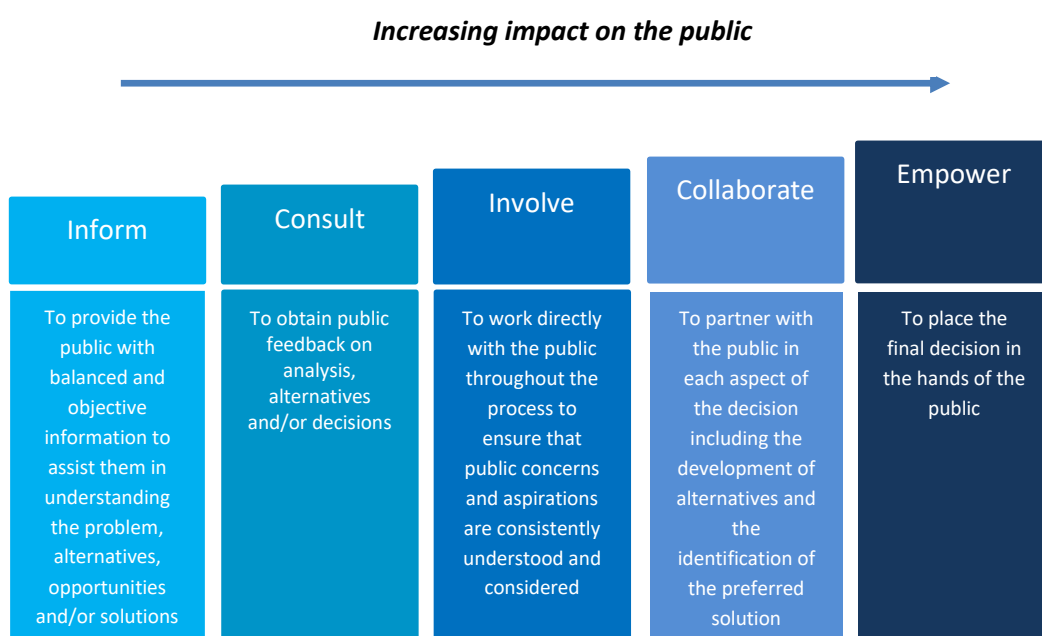 Increasing impact on the public
Inform
To provide the
public with
balanced and
objective
information to
assist them in
understanding
the problem,
alternatives,
opportunities
and/or solutions
Consult
To obtain public
feedback on
analysis,
alternatives
and/or decisions
Involve
To work directly
with the public
throughout the
process to
ensure that
public concerns
and aspirations
are consistently
understood and
considered
Collaborate
To partner with
the public in
each aspect of
the decision
including the
development of
alternatives and
the
identification of
the preferred
solution
Empower
To place the
final decision in
the hands of the
public